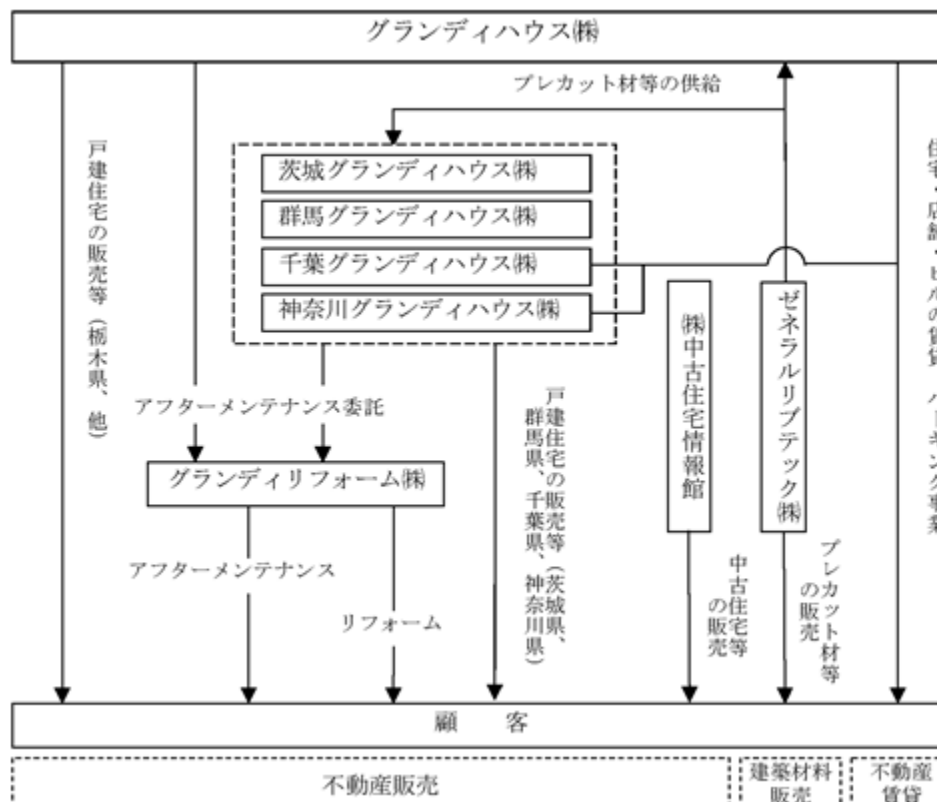 グランディハウス㈱
プレカット材等の供給
戸建住宅の販売等（栃木県、他）
茨城グランディハウス㈱
群馬グランディハウス㈱
千葉グランディハウス㈱
神奈川グランディハウス㈱
㈱中古住宅情報館
ゼネラルリブテック㈱
住宅・店舗・ビルの賃貸、パーキング事業
アフターメンテナンス委託
戸建住宅の販売等（茨城県、
群馬県、千葉県、神奈川県）
グランディリフォーム㈱
アフターメンテナンス
リフォーム
中古住宅等
の販売
プレカット材等
の販売
顧　客
不動産販売
建築材料
販売
不動産
賃貸